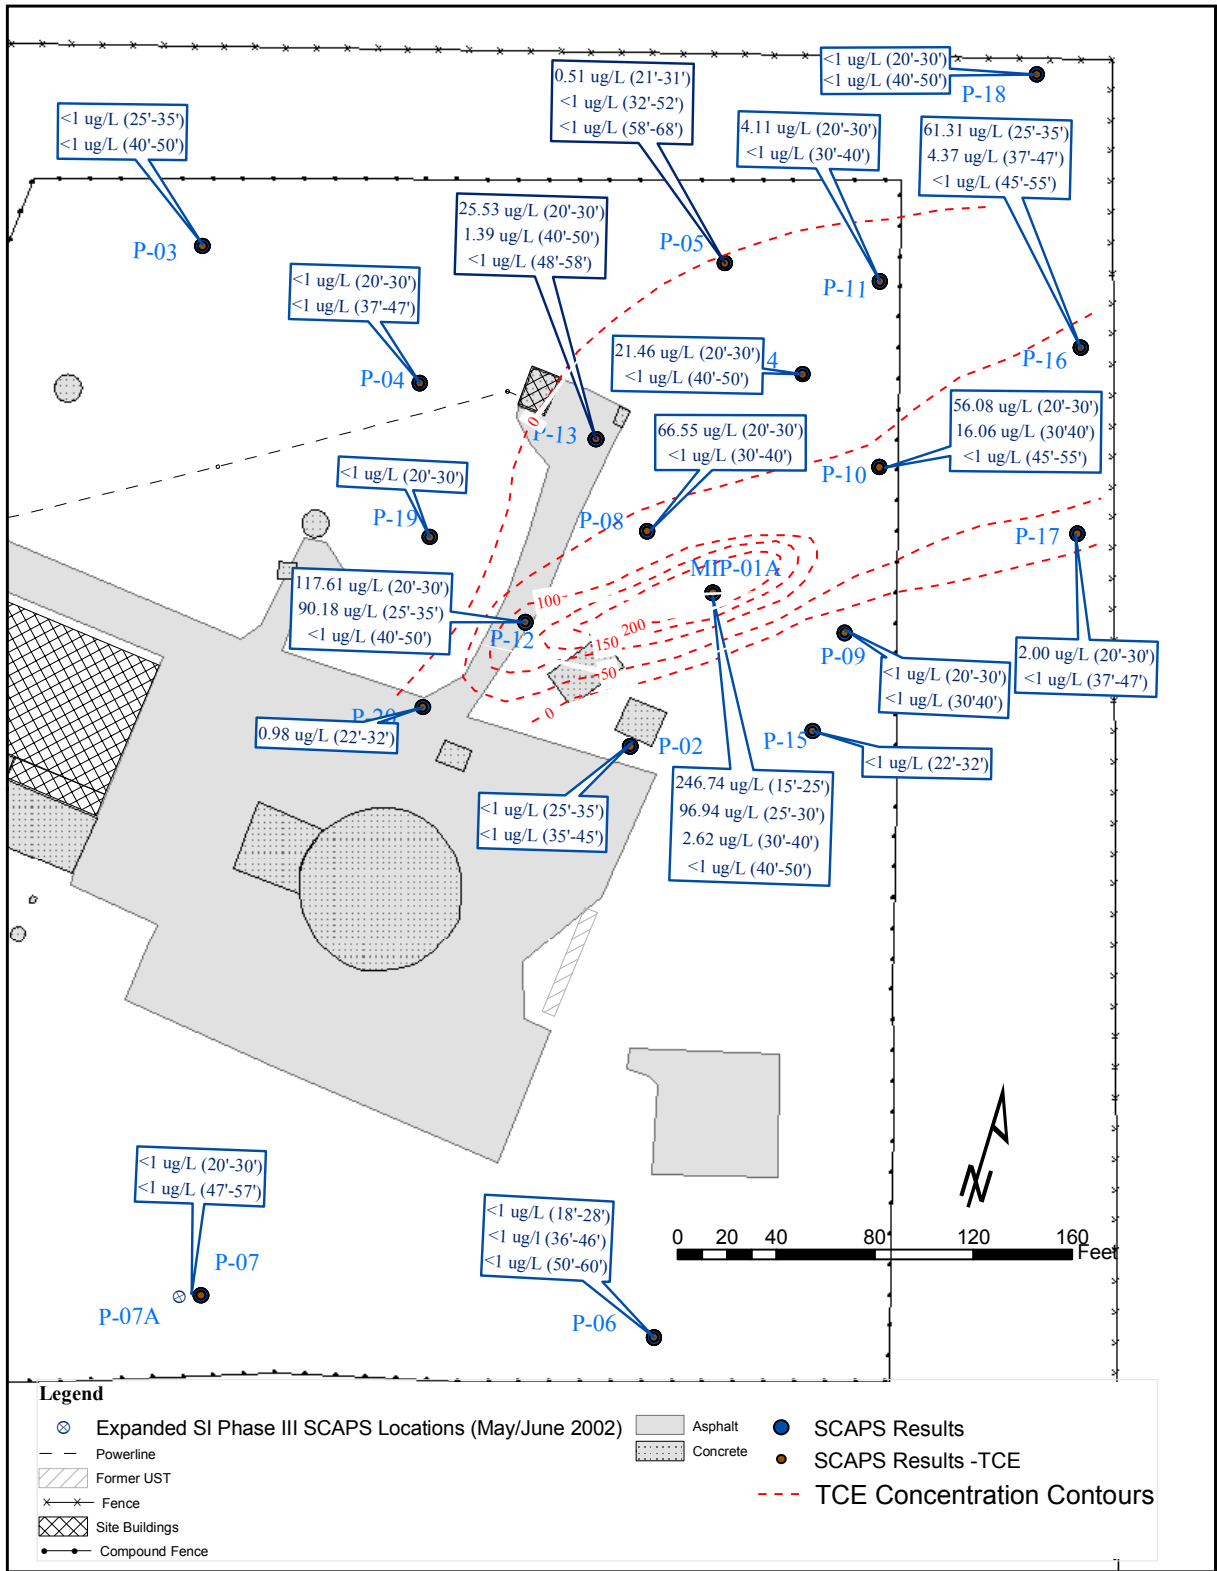 <1 ug/L (20'-30')
<1 ug/L (40'-50')
P-18
0.51 ug/L (21'-31')
<1 ug/L (32'-52')
<1 ug/L (58'-68')
<1 ug/L (25'-35')
<1 ug/L (40'-50')
4.11 ug/L (20'-30')
<1 ug/L (30'-40')
61.31 ug/L (25'-35')
4.37 ug/L (37'-47')
<1 ug/L (45'-55')
25.53 ug/L (20'-30')
1.39 ug/L (40'-50')
<1 ug/L (48'-58')
P-03
P-05
P-11
<1 ug/L (20'-30')
<1 ug/L (37'-47')
P-16
21.46 ug/L (20'-30')
<1 ug/L (40'-50')
4
P-04
56.08 ug/L (20'-30')
16.06 ug/L (30'40')
<1 ug/L (45'-55')
0
P-13
66.55 ug/L (20'-30')
<1 ug/L (30'-40')
P-10
<1 ug/L (20'-30')
P-19
P-08
P-17
MIP-01A
117.61 ug/L (20'-30')
90.18 ug/L (25'-35')
<1 ug/L (40'-50')
100
P-12
200
150
50
0
P-09
2.00 ug/L (20'-30')
<1 ug/L (37'-47')
<1 ug/L (20'-30')
<1 ug/L (30'40')
P-20
0.98 ug/L (22'-32')
P-02
P-15
<1 ug/L (22'-32')
246.74 ug/L (15'-25')
96.94 ug/L (25'-30')
2.62 ug/L (30'-40')
<1 ug/L (40'-50')
<1 ug/L (25'-35')
<1 ug/L (35'-45')
N
<1 ug/L (20'-30')
<1 ug/L (47'-57')
<1 ug/L (18'-28')
<1 ug/l (36'-46')
<1 ug/L (50'-60')
0 20 40 80 120 160
Feet
P-07
P-07A
P-06
Legend
Expanded SI Phase III SCAPS Locations (May/June 2002)
Powerline
Former UST
Fence
Site Buildings
Compound Fence
Asphalt
Concrete
SCAPS Results
SCAPS Results -TCE
TCE Concentration Contours